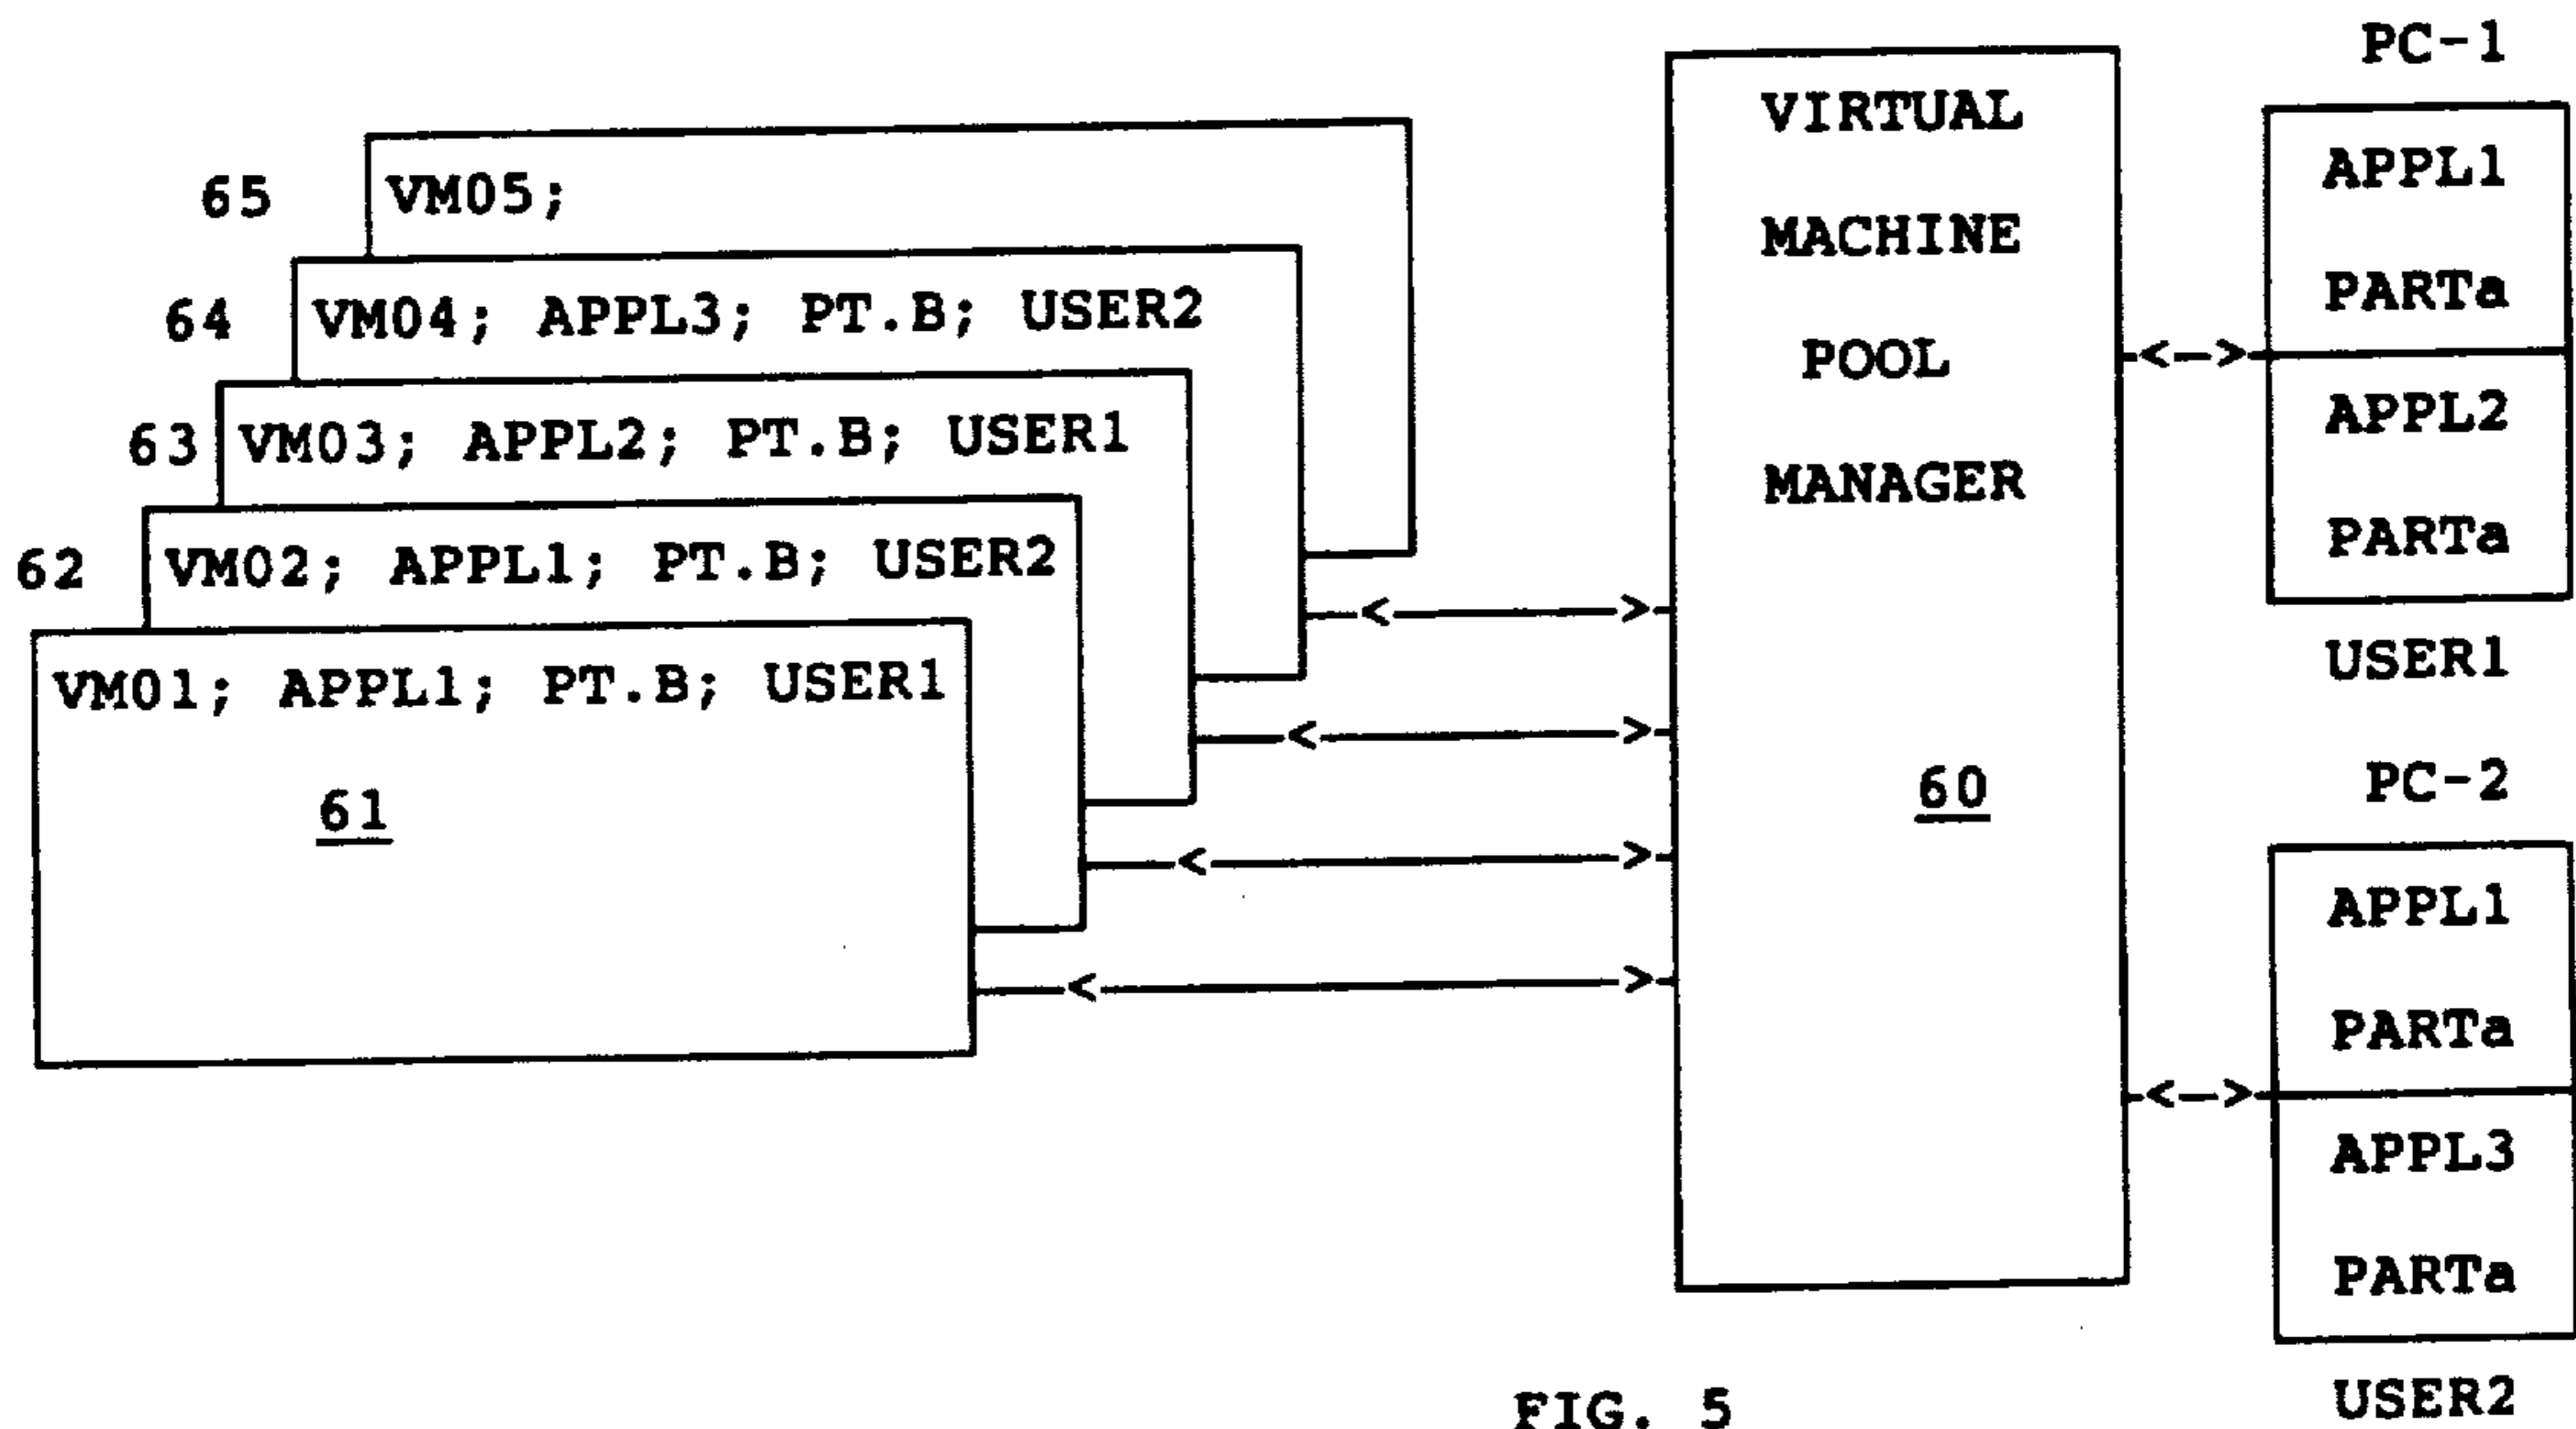 65
VM05;
64
VM04; APPL3; PT.B; USER2
63
VM03; APPL2; PT.B; USER1
62
VM02; APPL1; PT.B; USER2
VM01; APPL1; PT.B; USER1
61
VIRTUAL
MACHINE
POOL
MANAGER
60
PC-1
APPL1
PARTa
APPL2
PARTa
USER1
PC-2
APPL1
PARTa
APPL3
PARTa
USER2
FIG. 5